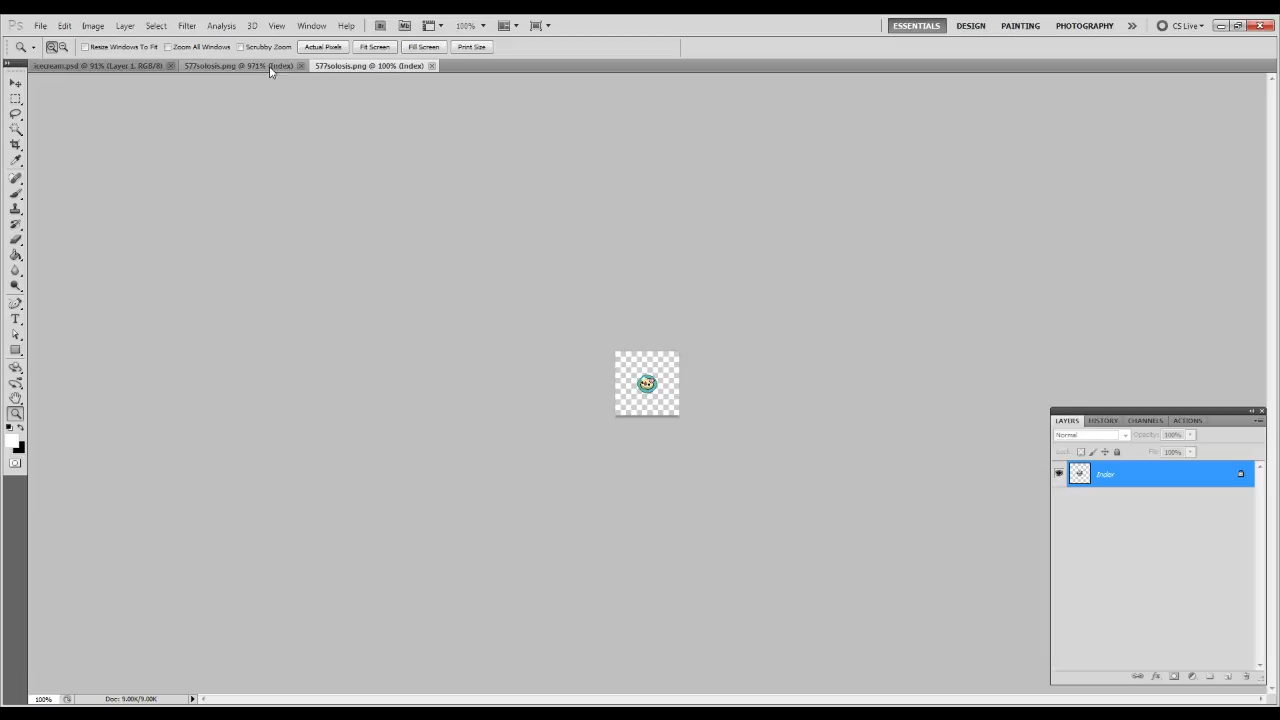 Ps File Edit Image Layer Select Filter Analysis 3D View Window Help Br Mb 100% ESSENTIALS DESIGN PAINTING PHOTOGRAPHY CS Live
Resize Windows To Fit Zoom All Windows Scrubby Zoom Actual Pixels Fit Screen Fill Screen Print Size
icecream.psd @ 91% (Layer 1, RGB/8) 577solosis.png @ 971% (Index) 577solosis.png @ 100% (Index)
LAYERS HISTORY CHANNELS ACTIONS
Normal Opacity: 100%
Lock: Fill: 100%
Index
100% Doc: 9.00K/9.00K